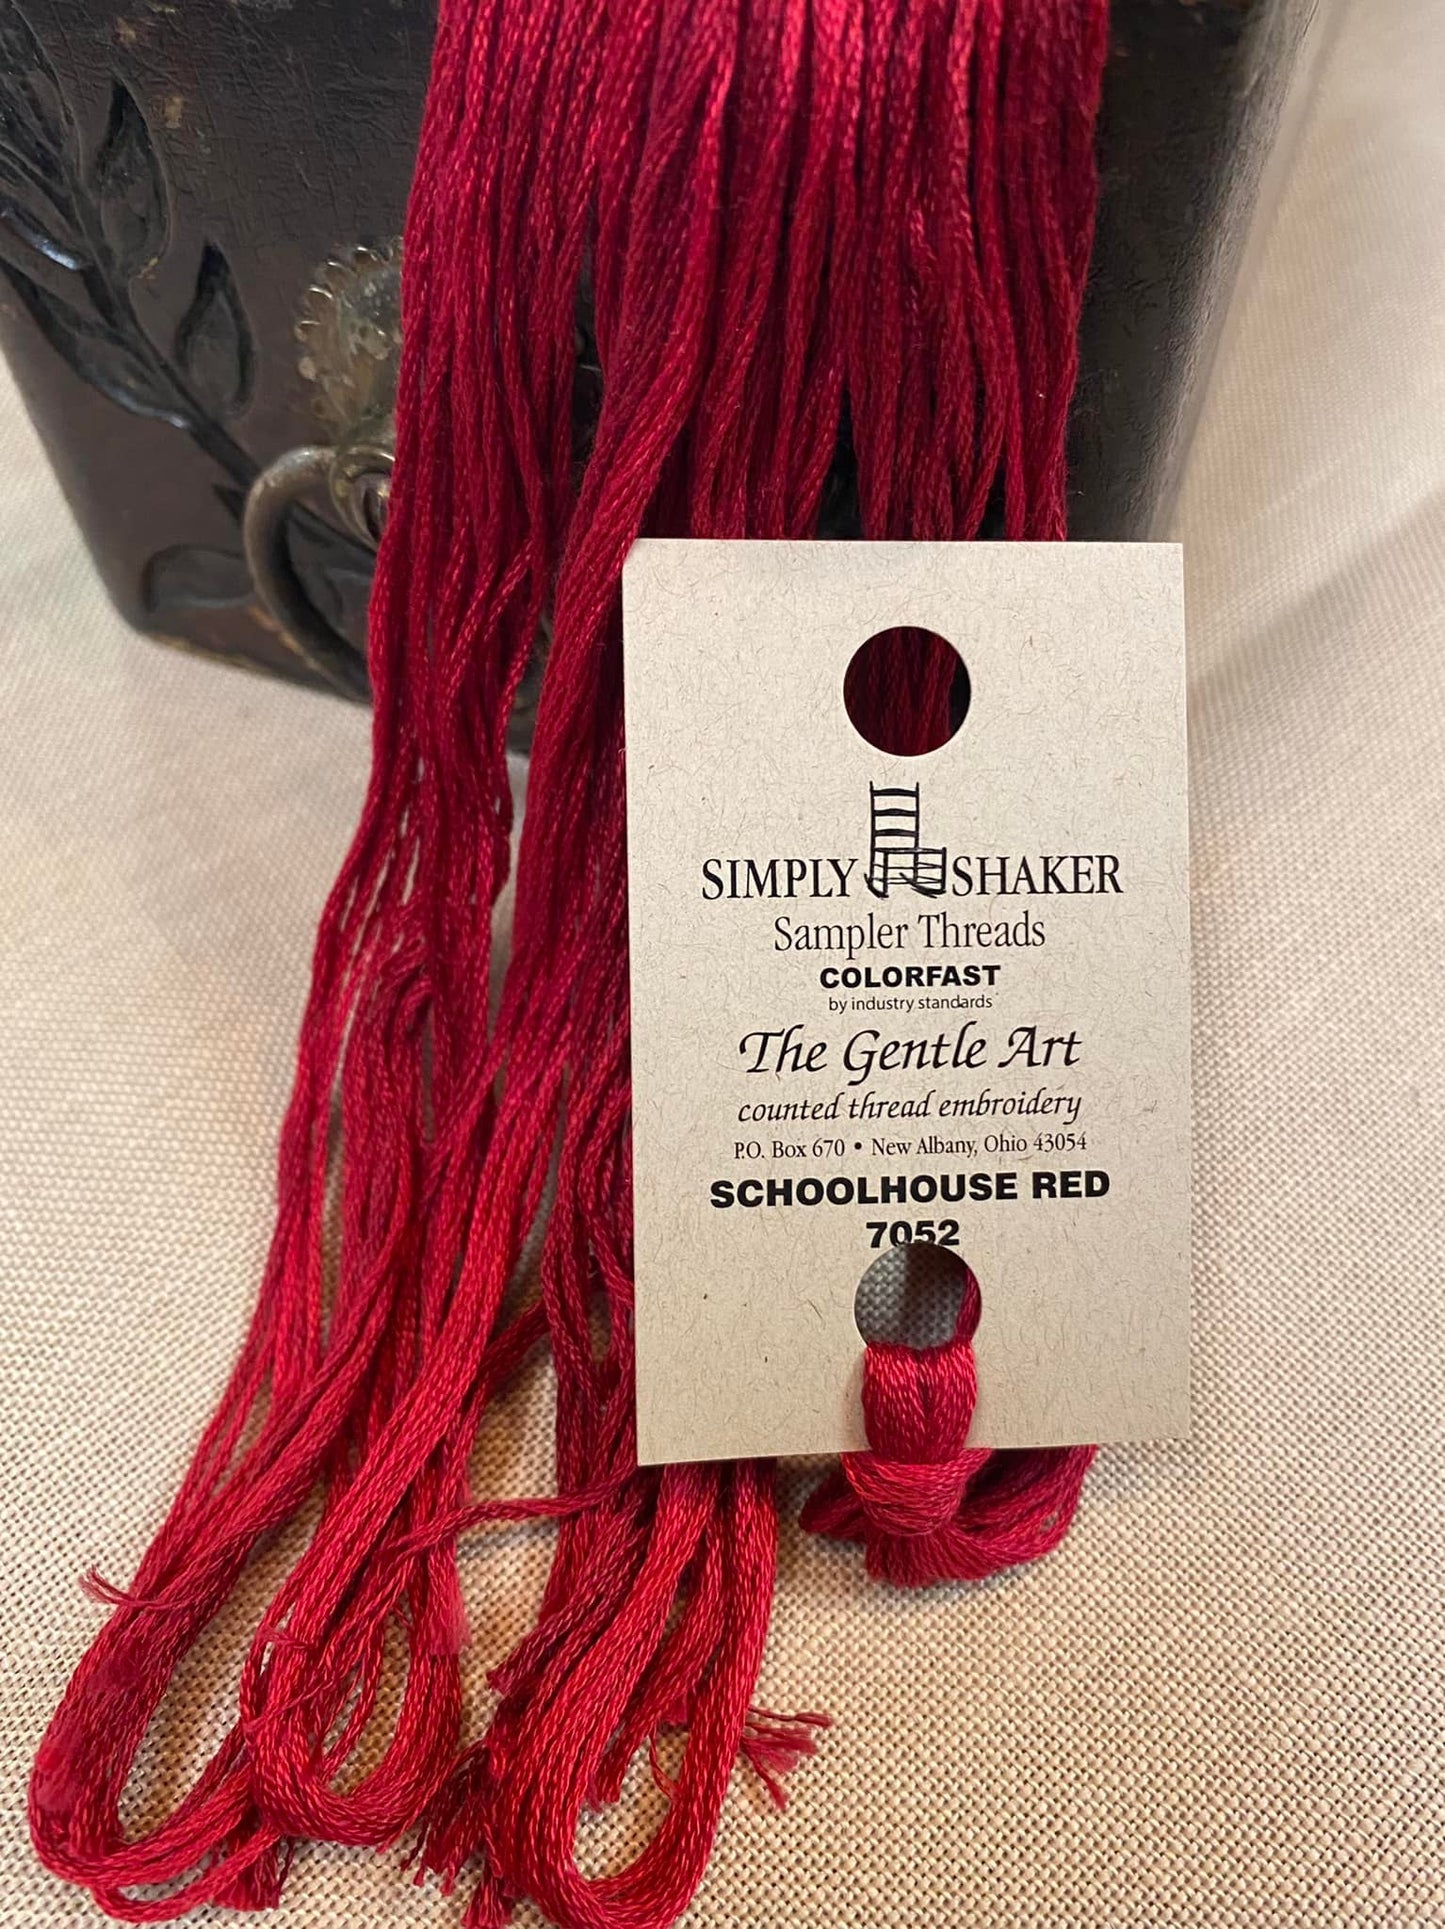 SIMPLY SHAKER
Sampler Threads
COLORFAST
by industry standards
The Gentle Art
counted thread embroidery
P.O. Box 670 • New Albany, Ohio 43054
SCHOOLHOUSE RED
7052